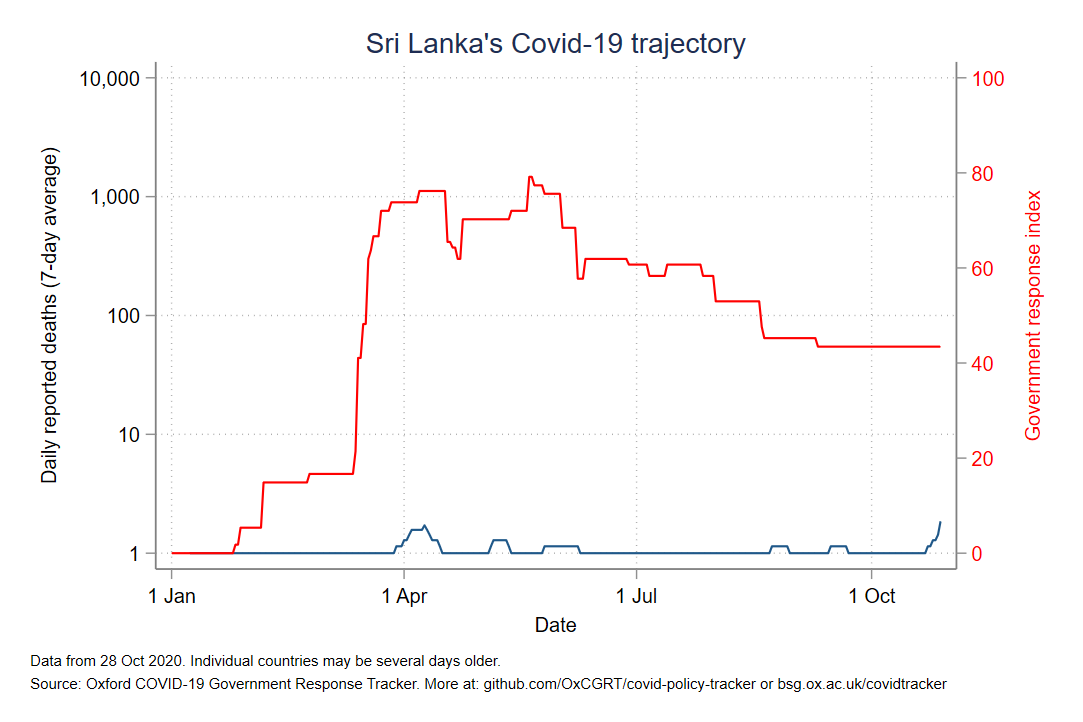 Sri Lanka's Covid-19 trajectory
10,000
1,000
100
10
1
Daily reported deaths (7-day average)
100
80
60
40
20
0
Government response index
1 Jan
1 Apr
1 Jul
1 Oct
Date
Data from 28 Oct 2020. Individual countries may be several days older.
Source: Oxford COVID-19 Government Response Tracker. More at: github.com/OxCGRT/covid-policy-tracker or bsg.ox.ac.uk/covidtracker